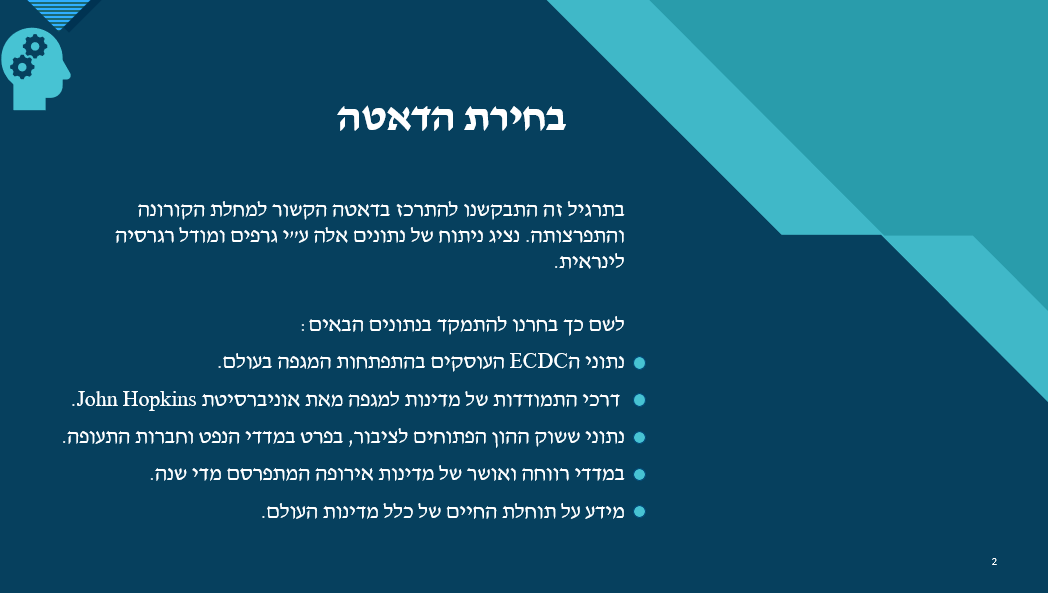 בחירת הדאטה
בתרגיל זה התבקשנו להתרכז בדאטה הקשור למחלת הקורונה
והתפרצותה. נציג ניתוח של נתונים אלה ע״י גרפים ומודל רגרסיה
לינראית.
לשם כך בחרנו להתמקד בנתונים הבאים:
נתוני הECDC העוסקים בהתפתחות המגפה בעולם.
דרכי התמודדות של מדינות למגפה מאת אוניברסיטת John Hopkins.
נתוני ששוק ההון הפתוחים לציבור, בפרט במדדי הנפט וחברות התעופה.
במדדי רווחה ואושר של מדינות אירופה המתפרסם מדי שנה.
מידע על תוחלת החיים של כלל מדינות העולם.
2